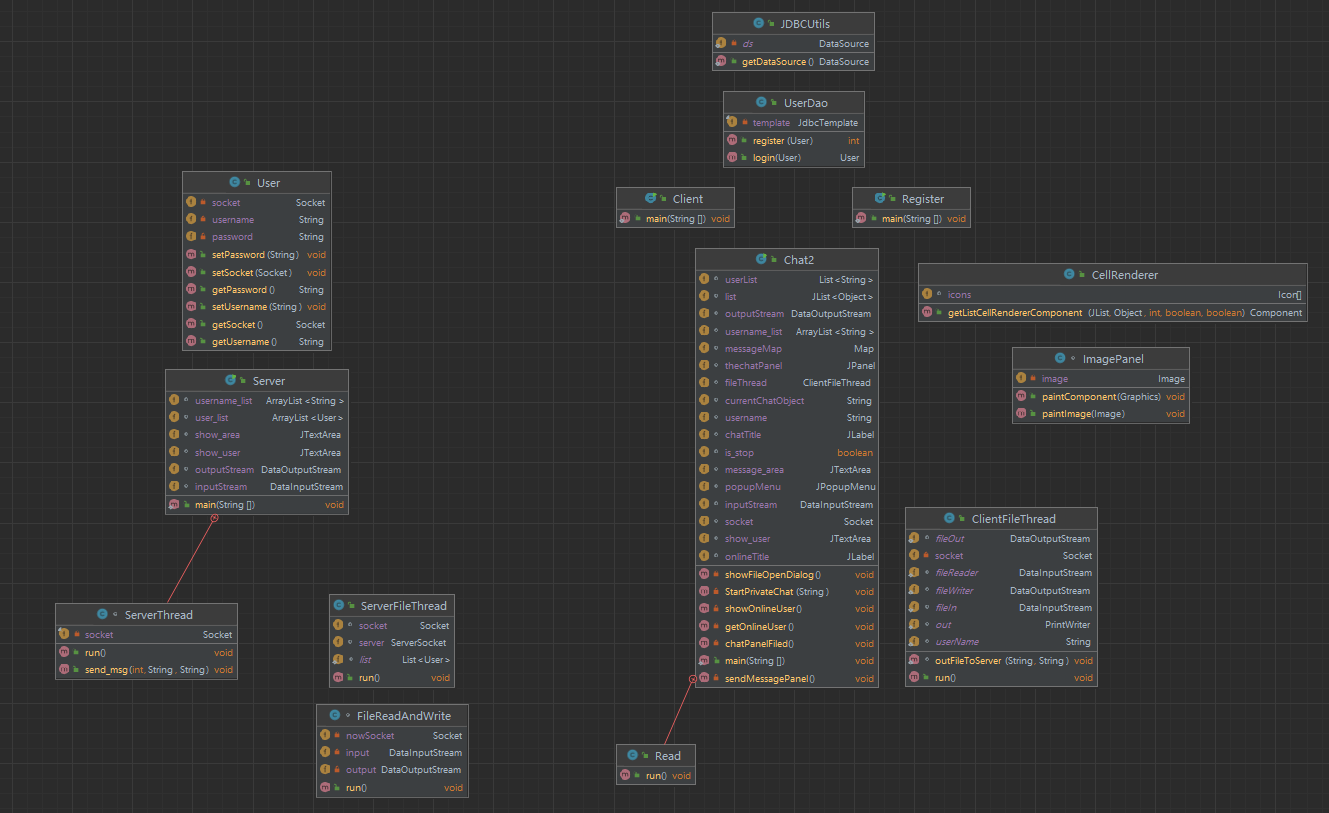 JDBCUtils
ds DataSource
getDataSource () DataSource
UserDao
template JdbcTemplate
register (User) int
login(User) User
User
socket Socket
username String
password String
setPassword (String) void
setSocket (Socket) void
getPassword () String
setUsername (String) void
getSocket () Socket
getUsername () String
Client
main(String []) void
Register
main(String []) void
Chat2
userList List <String>
list JList <Object>
outputStream DataOutputStream
username_list ArrayList <String>
messageMap Map
thechatPanel JPanel
fileThread ClientFileThread
currentChatObject String
username String
chatTitle JLabel
is_stop boolean
message_area JTextArea
popupMenu JPopupMenu
inputStream DataInputStream
socket Socket
show_user JTextArea
onlineTitle JLabel
showFileOpenDialog() void
StartPrivateChat (String) void
showOnlineUser() void
getOnlineUser () void
chatPanelFiled() void
main(String []) void
sendMessagePanel() void
CellRenderer
icons Icon[]
getListCellRendererComponent (JList, Object, int, boolean, boolean) Component
ImagePanel
image Image
paintComponent(Graphics) void
paintImage(Image) void
Server
username_list ArrayList <String>
user_list ArrayList <User>
show_area JTextArea
show_user JTextArea
outputStream DataOutputStream
inputStream DataInputStream
main(String []) void
ClientFileThread
fileOut DataOutputStream
socket Socket
fileReader DataInputStream
fileWriter DataOutputStream
fileIn DataInputStream
out PrintWriter
userName String
outFileToServer (String, String) void
run() void
ServerThread
socket Socket
run() void
send_msg(int, String, String) void
ServerFileThread
socket Socket
server ServerSocket
list List <User>
run() void
FileReadAndWrite
nowSocket Socket
input DataInputStream
output DataOutputStream
run() void
Read
run() void